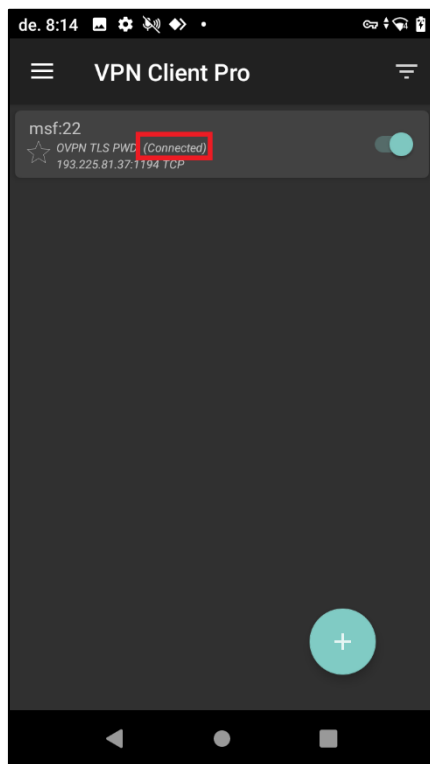 de. 8:14
VPN Client Pro
msf:22
OVPN TLS PWD (Connected)
193.225.81.37:1194 TCP